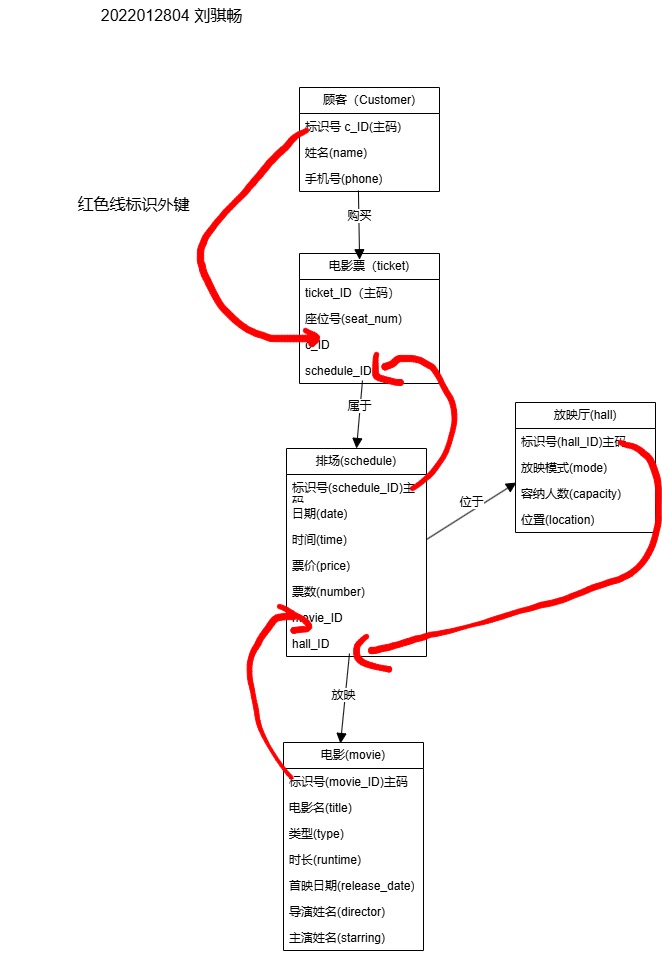 2022012804 刘骐畅
顾客（Customer)
标识号 c_ID(主码)
姓名(name)
手机号(phone)
红色线标识外键
购买
电影票（ticket)
ticket_ID（主码）
座位号(seat_num)
c_ID
schedule_ID
属于
排场(schedule)
标识号(schedule_ID)主
码
日期(date)
时间(time)
票价(price)
票数(number)
movie_ID
hall_ID
位于
放映厅(hall)
标识号(hall_ID)主码
放映模式(mode)
容纳人数(capacity)
位置(location)
放映
电影(movie)
标识号(movie_ID)主码
电影名(title)
类型(type)
时长(runtime)
首映日期(release_date)
导演姓名(director)
主演姓名(starring)